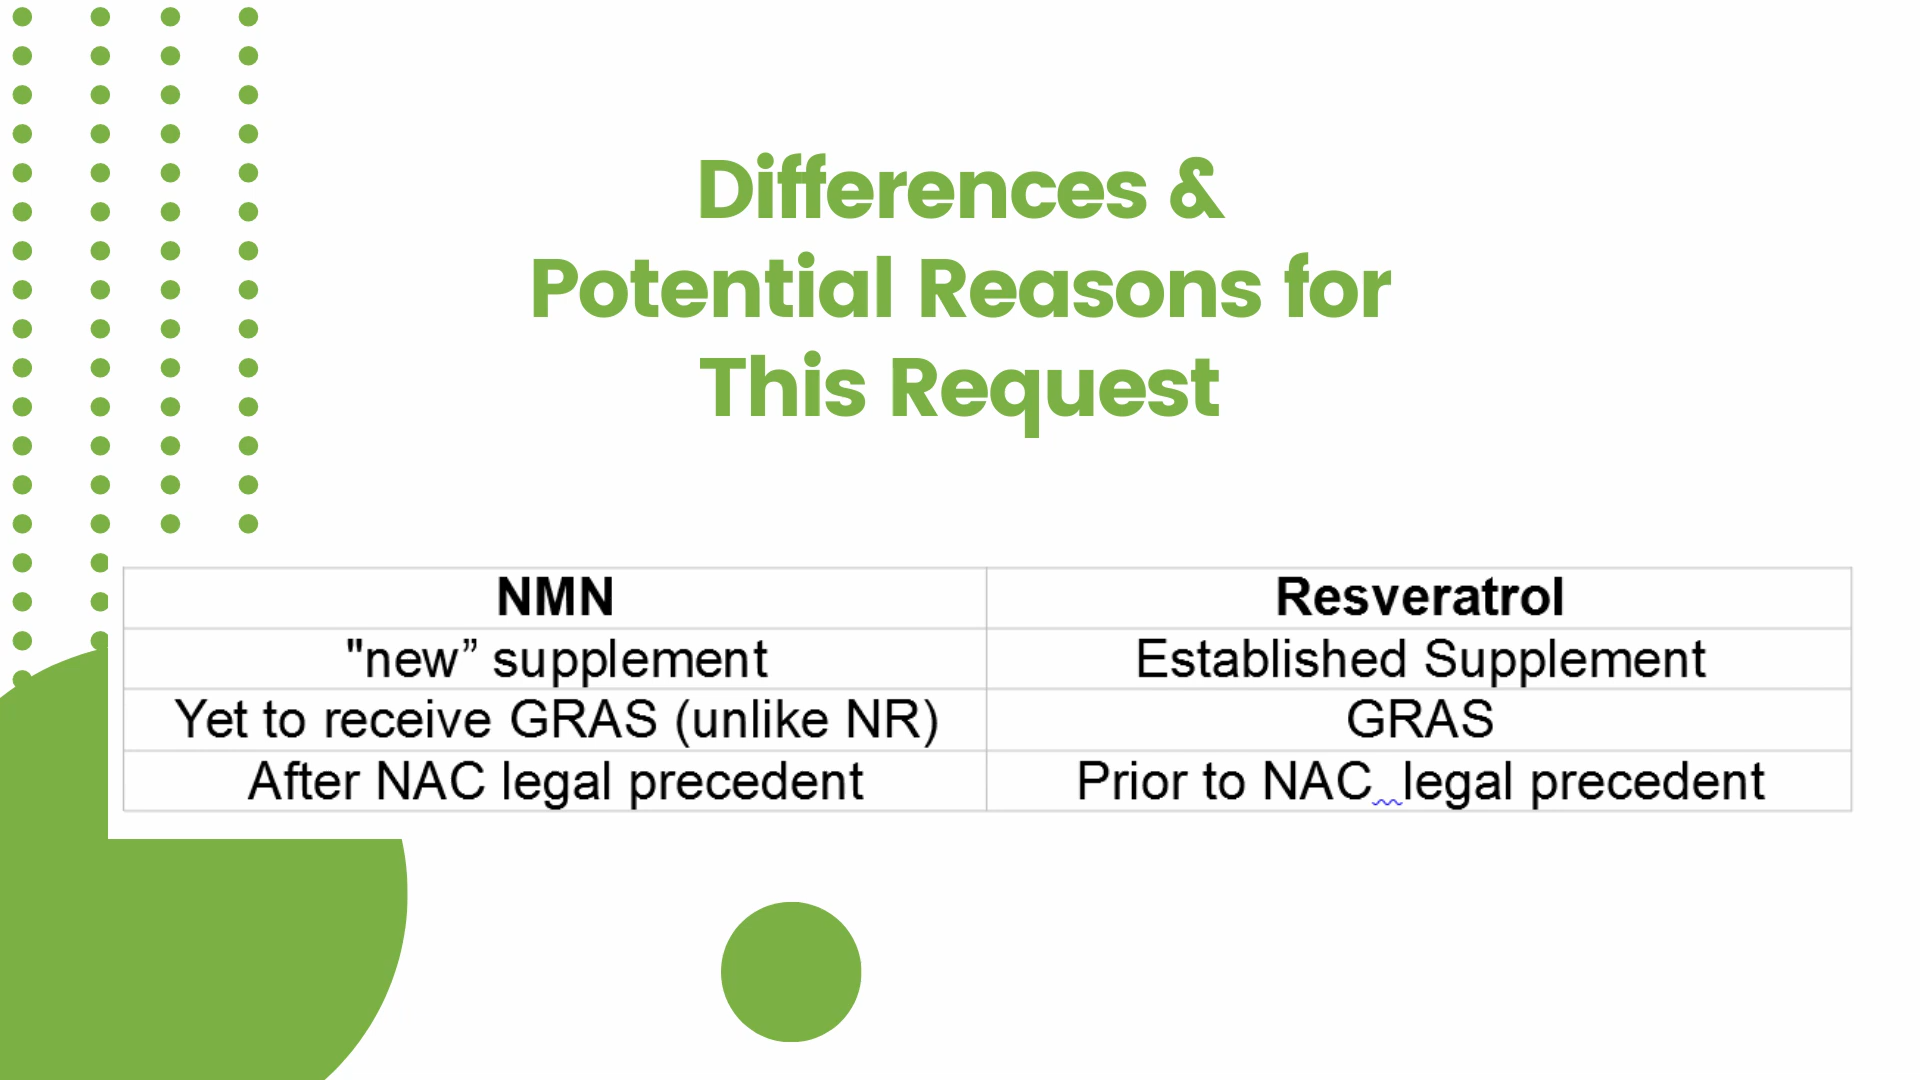 Differences &
Potential Reasons for
This Request
NMN Resveratrol
"new” supplement Established Supplement
Yet to receive GRAS (unlike NR) GRAS
After NAC legal precedent Prior to NAC legal precedent